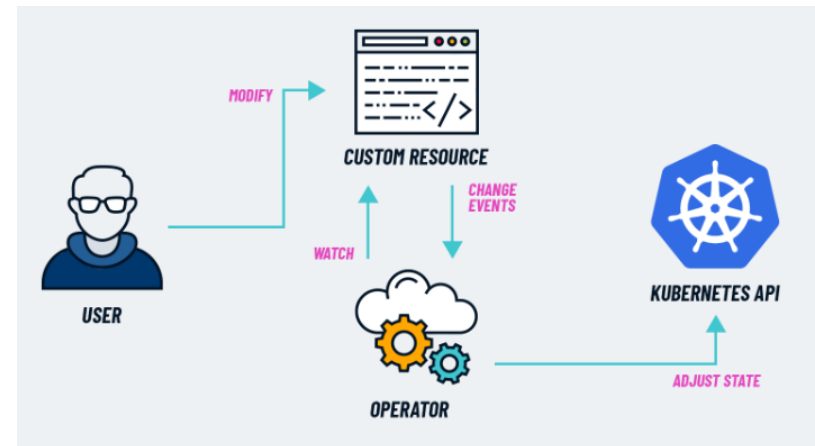 MODIFY
CUSTOM RESOURCE
CHANGE
EVENTS
WATCH
USER
KUBERNETES API
ADJUST STATE
OPERATOR